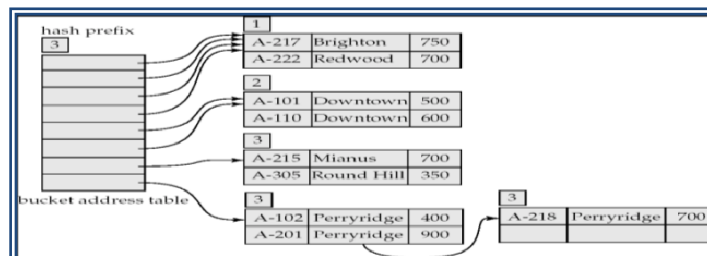 hash prefix
3
1
A-217 Brighton 750
A-222 Redwood 700
2
A-101 Downtown 500
A-110 Downtown 600
3
A-215 Mianus 700
A-305 Round Hill 350
bucket address table
3
A-102 Perryridge 400
A-201 Perryridge 900
3
A-218 Perryridge 700